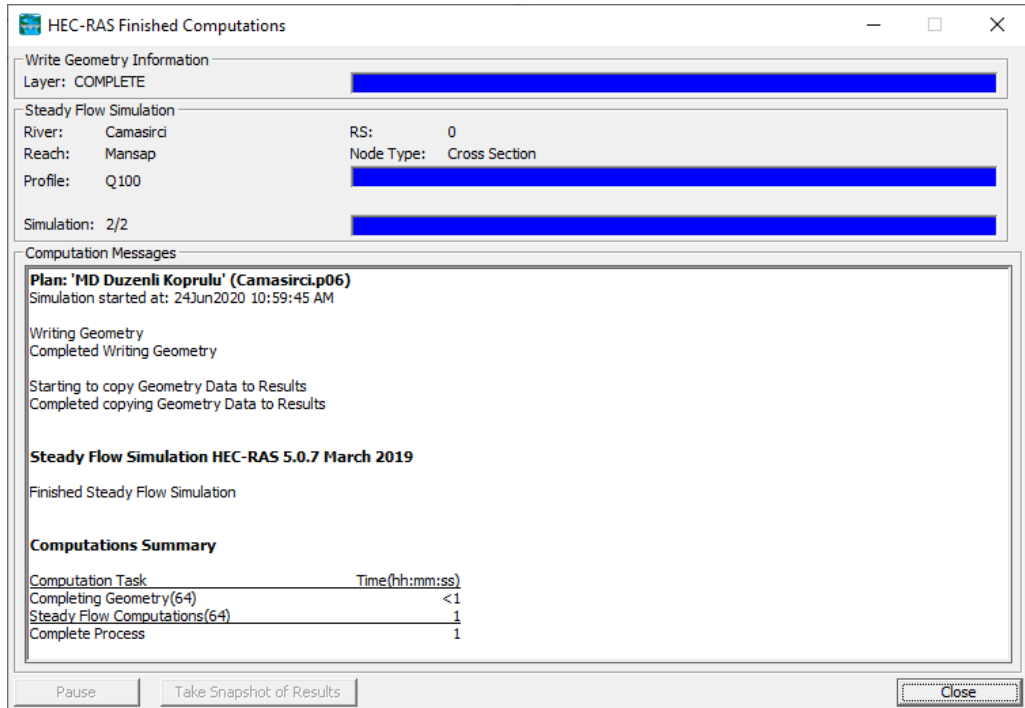 HEC-RAS Finished Computations
Write Geometry Information
Layer: COMPLETE
Steady Flow Simulation
River: Camasirci RS: 0
Reach: Mansap Node Type: Cross Section
Profile: Q100
Simulation: 2/2
Computation Messages
Plan: 'MD Duzenli Koprulu' (Camasirci.p06)
Simulation started at: 24Jun2020 10:59:45 AM
Writing Geometry
Completed Writing Geometry
Starting to copy Geometry Data to Results
Completed copying Geometry Data to Results
Steady Flow Simulation HEC-RAS 5.0.7 March 2019
Finished Steady Flow Simulation
Computations Summary
Computation Task Time(hh:mm:ss)
Completing Geometry(64) <1
Steady Flow Computations(64) 1
Complete Process 1
Pause Take Snapshot of Results Close